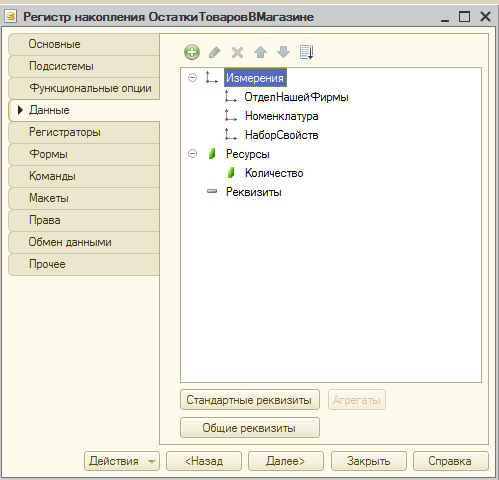 Регистр накопления ОстаткиТоваровВМагазине
Основные
Подсистемы
Функциональные опции
Данные
Регистраторы
Формы
Команды
Макеты
Права
Обмен данными
Прочее
Измерения
ОтделНашейФирмы
Номенклатура
НаборСвойств
Ресурсы
Количество
Реквизиты
Стандартные реквизиты
Агрегаты
Общие реквизиты
Действия
<Назад
Далее>
Закрыть
Справка